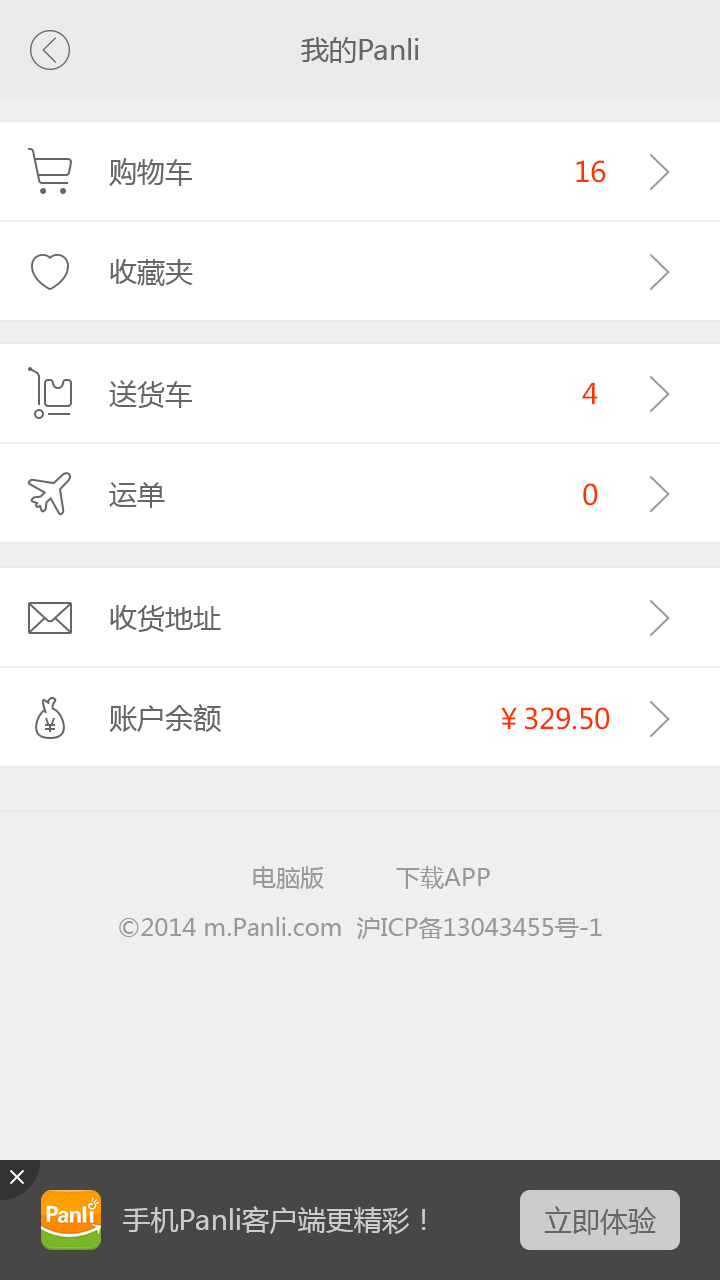 我的Panli
购物车 16
收藏夹
送货车 4
运单 0
收货地址
¥
账户余额 ￥329.50
电脑版 下载APP
©2014 m.Panli.com 沪ICP备13043455号-1
Panli 手机Panli客户端更精彩！ 立即体验